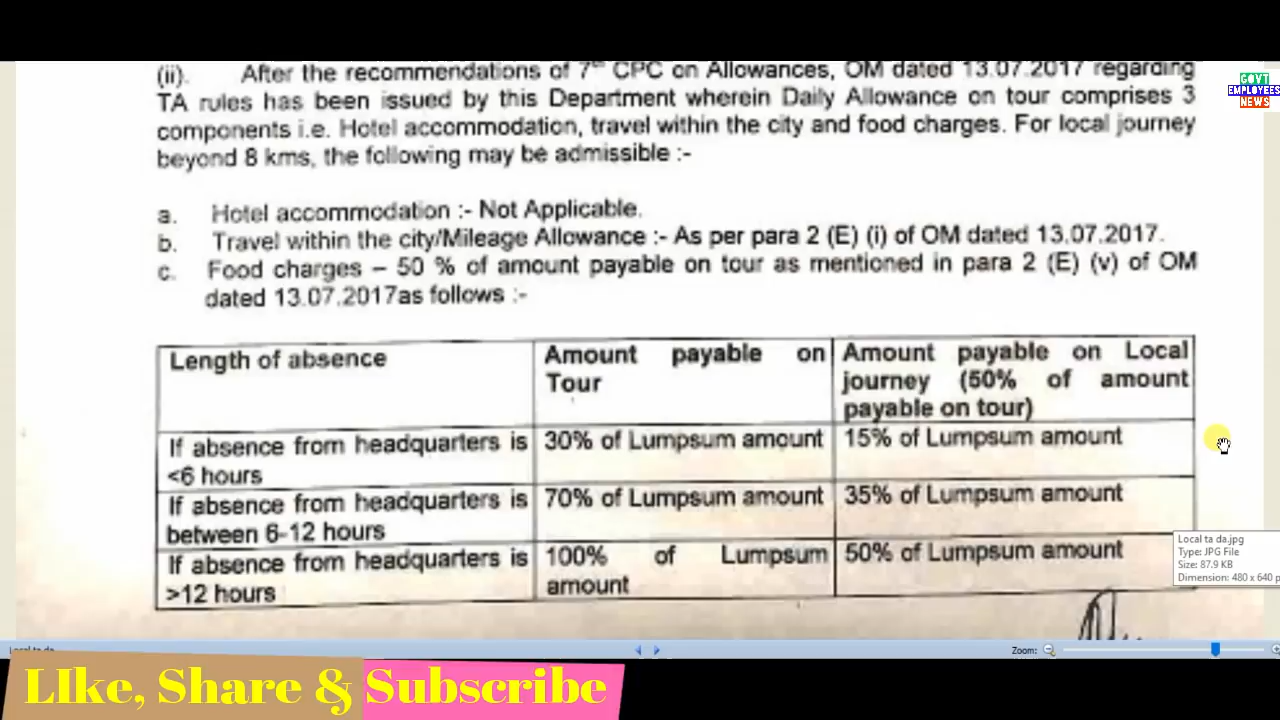 (ii). After the recommendations of 7th CPC on Allowances, OM dated 13.07.2017 regarding
TA rules has been issued by this Department wherein Daily Allowance on tour comprises 3
components i.e. Hotel accommodation, travel within the city and food charges. For local journey
beyond 8 kms, the following may be admissible :-
a. Hotel accommodation :- Not Applicable.
b. Travel within the city/Mileage Allowance :- As per para 2 (E) (i) of OM dated 13.07.2017.
c. Food charges – 50 % of amount payable on tour as mentioned in para 2 (E) (v) of OM
dated 13.07.2017as follows :-
Length of absence
Amount payable on
Tour
Amount payable on Local
journey (50% of amount
payable on tour)
If absence from headquarters is
<6 hours
30% of Lumpsum amount
15% of Lumpsum amount
If absence from headquarters is
between 6-12 hours
70% of Lumpsum amount
35% of Lumpsum amount
If absence from headquarters is
>12 hours
100% of Lumpsum
amount
50% of Lumpsum amount
GOVT
EMPLOYEES
NEWS
Local ta da.jpg
Type: JPG File
Size: 87.9 KB
Dimension: 480 x 640 p
Local ta da
Zoom:
LIke, Share & Subscribe